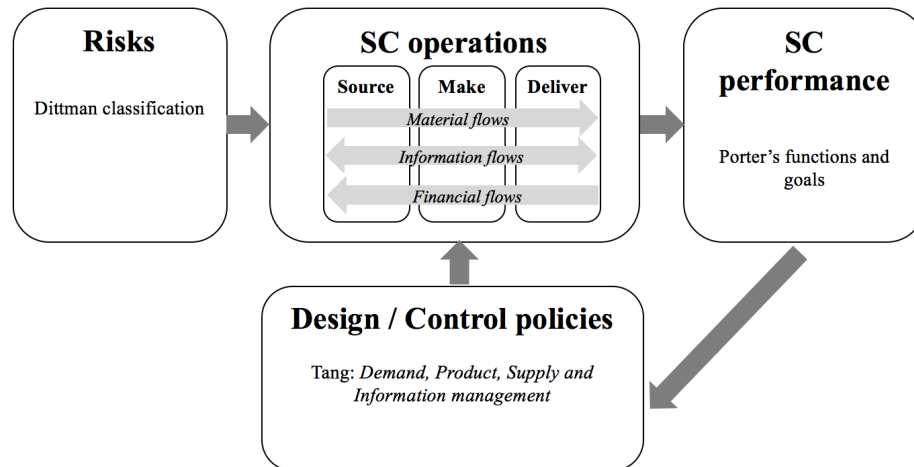 Risks
Dittman classification
SC operations
Source
Make
Deliver
Material flows
Information flows
Financial flows
SC
performance
Porter's functions and
goals
Design / Control policies
Tang: Demand, Product, Supply and
Information management